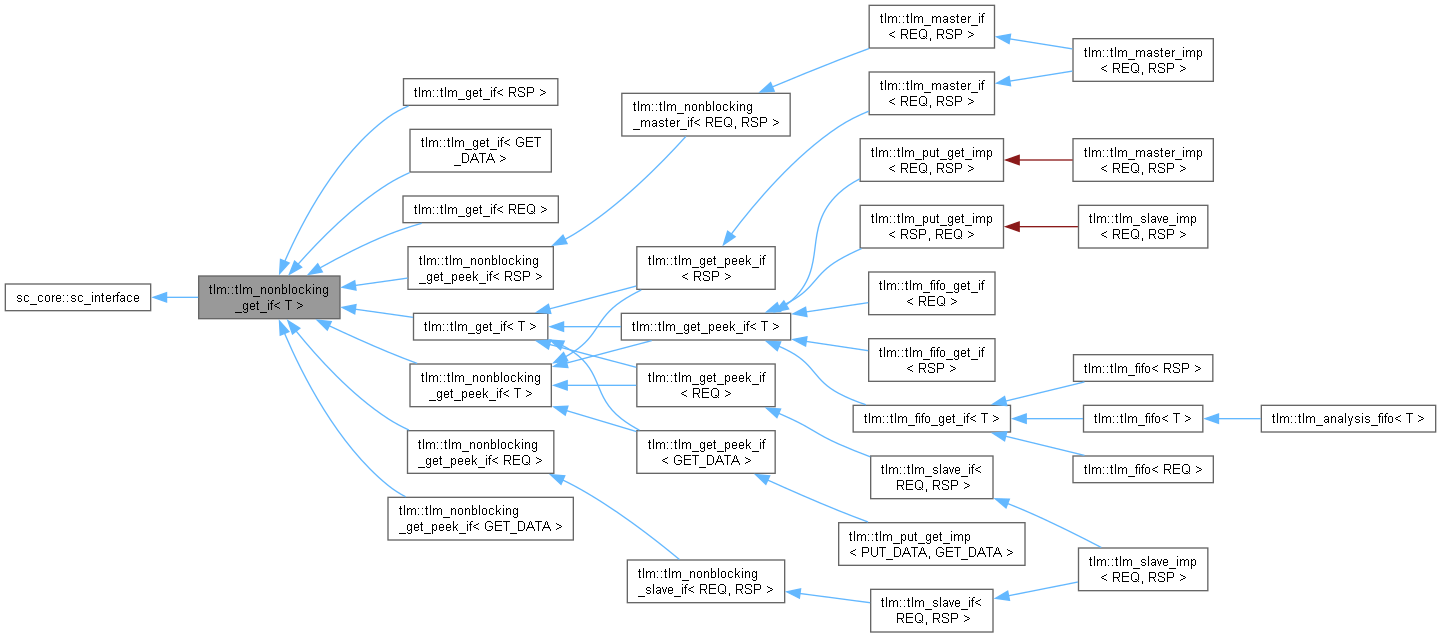 sc_core::sc_interface
tlm::tlm_nonblocking
_get_if< T >
tlm::tlm_get_if< RSP >
tlm::tlm_get_if< GET
_DATA >
tlm::tlm_get_if< REQ >
tlm::tlm_nonblocking
_get_peek_if< RSP >
tlm::tlm_get_if< T >
tlm::tlm_nonblocking
_get_peek_if< T >
tlm::tlm_nonblocking
_get_peek_if< REQ >
tlm::tlm_nonblocking
_get_peek_if< GET_DATA >
tlm::tlm_nonblocking
_master_if< REQ, RSP >
tlm::tlm_get_peek_if
< RSP >
tlm::tlm_get_peek_if< T >
tlm::tlm_get_peek_if
< REQ >
tlm::tlm_get_peek_if
< GET_DATA >
tlm::tlm_nonblocking
_slave_if< REQ, RSP >
tlm::tlm_master_if
< REQ, RSP >
tlm::tlm_master_if
< REQ, RSP >
tlm::tlm_put_get_imp
< REQ, RSP >
tlm::tlm_put_get_imp
< RSP, REQ >
tlm::tlm_fifo_get_if
< REQ >
tlm::tlm_fifo_get_if
< RSP >
tlm::tlm_fifo_get_if< T >
tlm::tlm_slave_if<
REQ, RSP >
tlm::tlm_put_get_imp
< PUT_DATA, GET_DATA >
tlm::tlm_slave_if<
REQ, RSP >
tlm::tlm_master_imp
< REQ, RSP >
tlm::tlm_master_imp
< REQ, RSP >
tlm::tlm_slave_imp
< REQ, RSP >
tlm::tlm_fifo< RSP >
tlm::tlm_fifo< T >
tlm::tlm_fifo< REQ >
tlm::tlm_slave_imp
< REQ, RSP >
tlm::tlm_analysis_fifo< T >